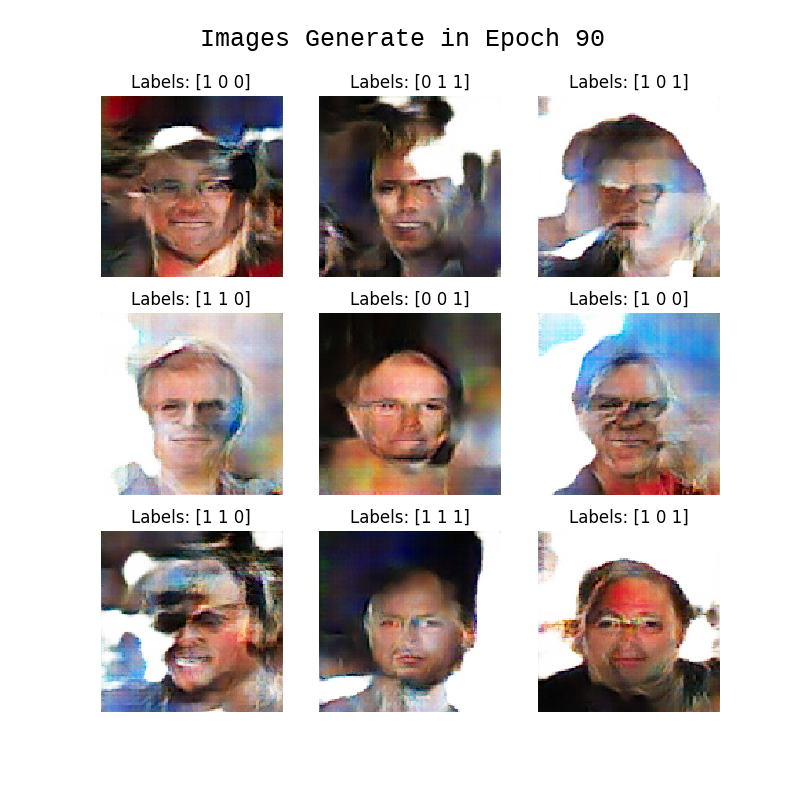 Images Generate in Epoch 90
Labels: [1 0 0] Labels: [0 1 1] Labels: [1 0 1]
Labels: [1 1 0] Labels: [0 0 1] Labels: [1 0 0]
Labels: [1 1 0] Labels: [1 1 1] Labels: [1 0 1]